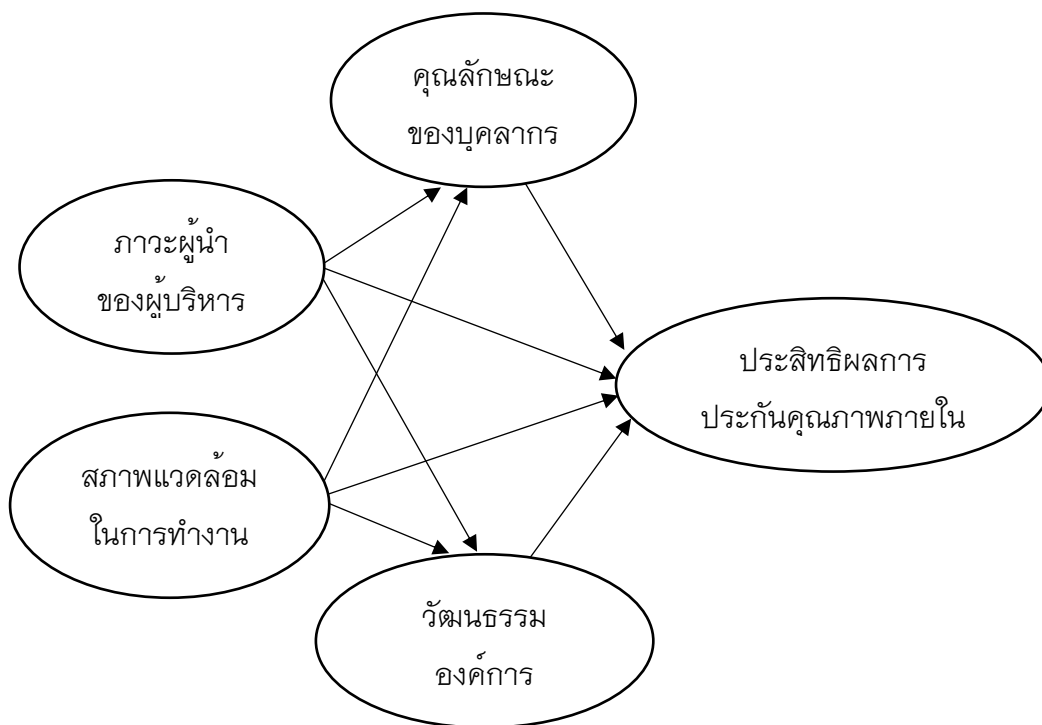 คุณลักษณะ
ของบุคลากร
ภาวะผู้นำ
ของผู้บริหาร
ประสิทธิผลการ
ประกันคุณภาพภายใน
สภาพแวดล้อม
ในการทำงาน
วัฒนธรรม
องค์การ